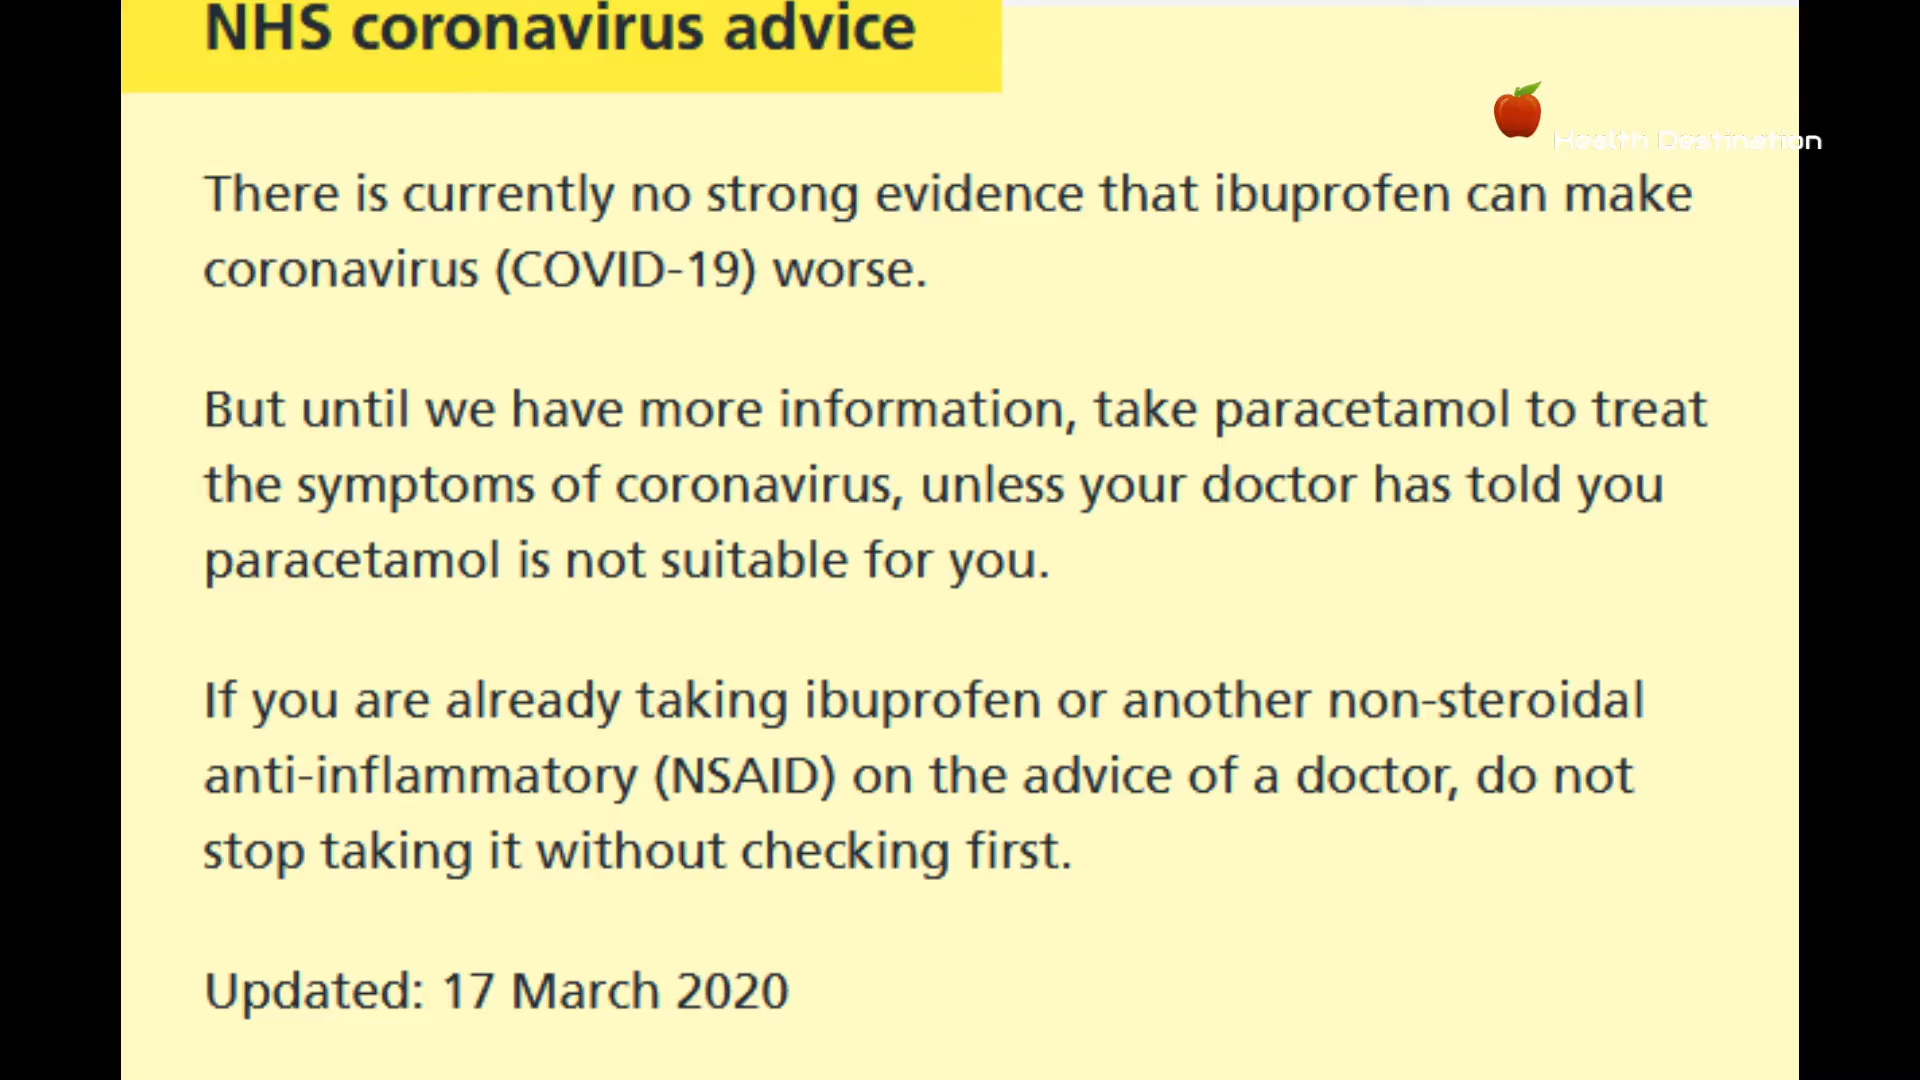 NHS coronavirus advice
Health Destination
There is currently no strong evidence that ibuprofen can make
coronavirus (COVID-19) worse.
But until we have more information, take paracetamol to treat
the symptoms of coronavirus, unless your doctor has told you
paracetamol is not suitable for you.
If you are already taking ibuprofen or another non-steroidal
anti-inflammatory (NSAID) on the advice of a doctor, do not
stop taking it without checking first.
Updated: 17 March 2020